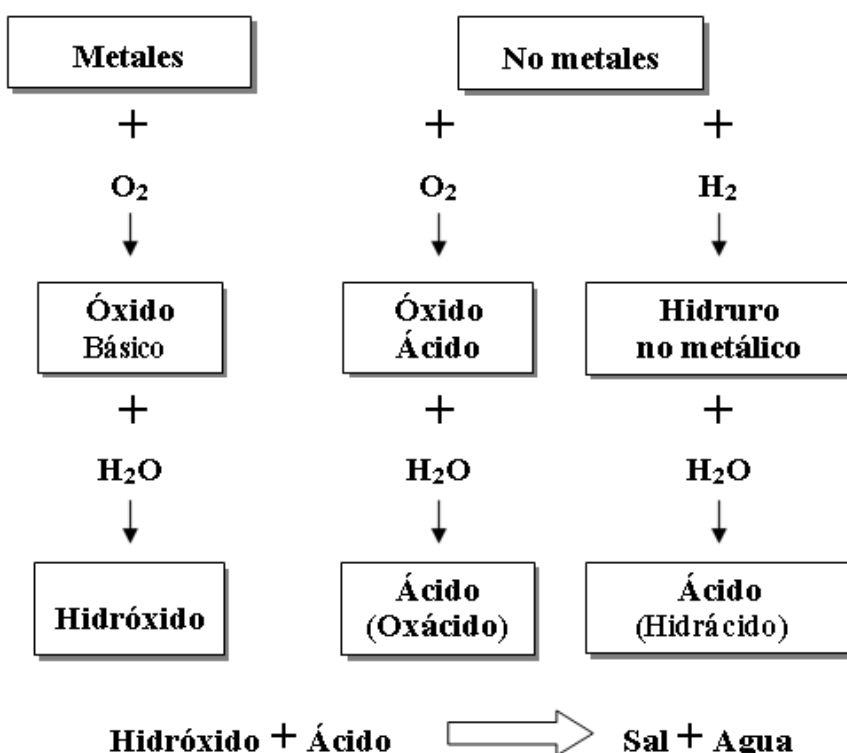 Metales No metales
+ + +
O₂ O₂ H₂
Óxido Óxido Hidruro
Básico Ácido no metálico
+ + +
H₂O H₂O H₂O
Hidróxido Ácido Ácido
(Oxácido) (Hidrácido)
Hidróxido + Ácido Sal + Agua